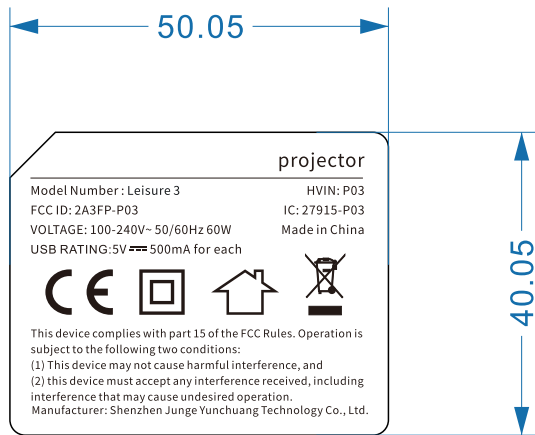 50.05
projector
Model Number : Leisure 3 HVIN: P03
FCC ID: 2A3FP-P03 IC: 27915-P03
VOLTAGE: 100-240V~ 50/60Hz 60W Made in China
USB RATING:5V⎓500mA for each
40.05
CE
This device complies with part 15 of the FCC Rules. Operation is
subject to the following two conditions:
(1) This device may not cause harmful interference, and
(2) this device must accept any interference received, including
interference that may cause undesired operation.
Manufacturer: Shenzhen Junge Yunchuang Technology Co., Ltd.